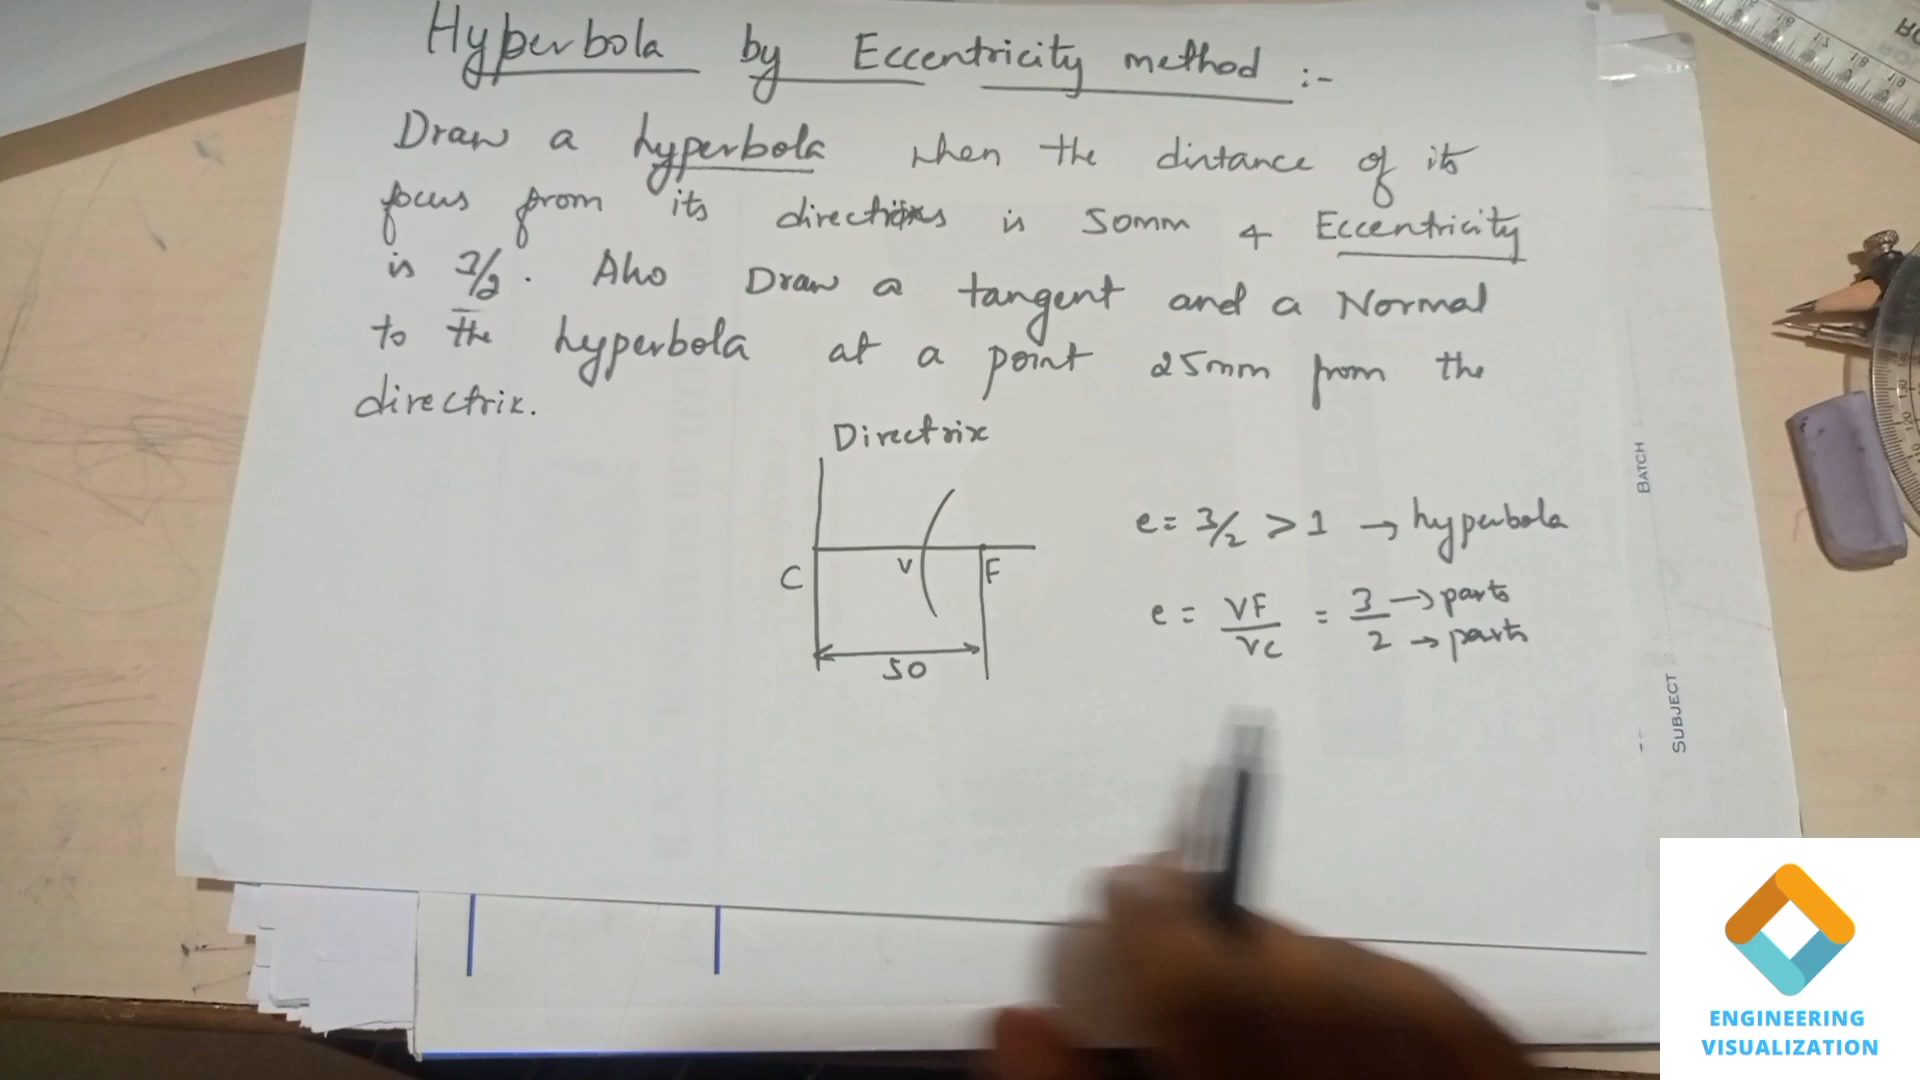 Hyperbola by Eccentricity method :-
Draw a hyperbola when the distance of its
focus from its directrix is 50mm & Eccentricity
is 3/2. Also Draw a tangent and a Normal
to the hyperbola at a point 25mm from the
directrix.
Directrix
C V F
50
e = 3/2 > 1 → hyperbola
e = VF/VC = 3/2 → parts → parts
BATCH
SUBJECT
ENGINEERING
VISUALIZATION